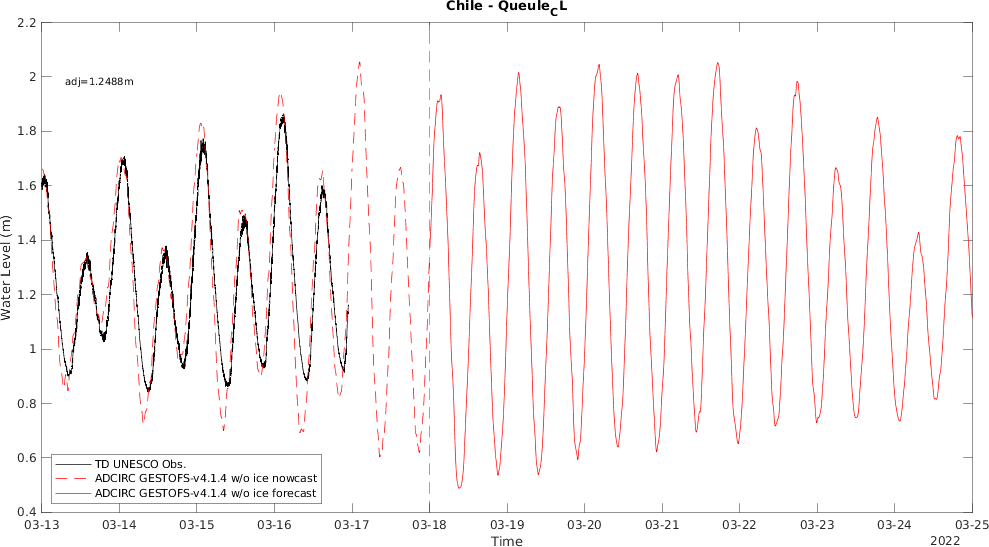 Chile - Queule_CL
2.2
2
1.8
1.6
1.4
1.2
1
0.8
0.6
0.4
Water Level (m)
adj=1.2488m
TD UNESCO Obs.
ADCIRC GESTOFS-v4.1.4 w/o ice nowcast
ADCIRC GESTOFS-v4.1.4 w/o ice forecast
03-13 03-14 03-15 03-16 03-17 03-18 03-19 03-20 03-21 03-22 03-23 03-24 03-25
Time
2022